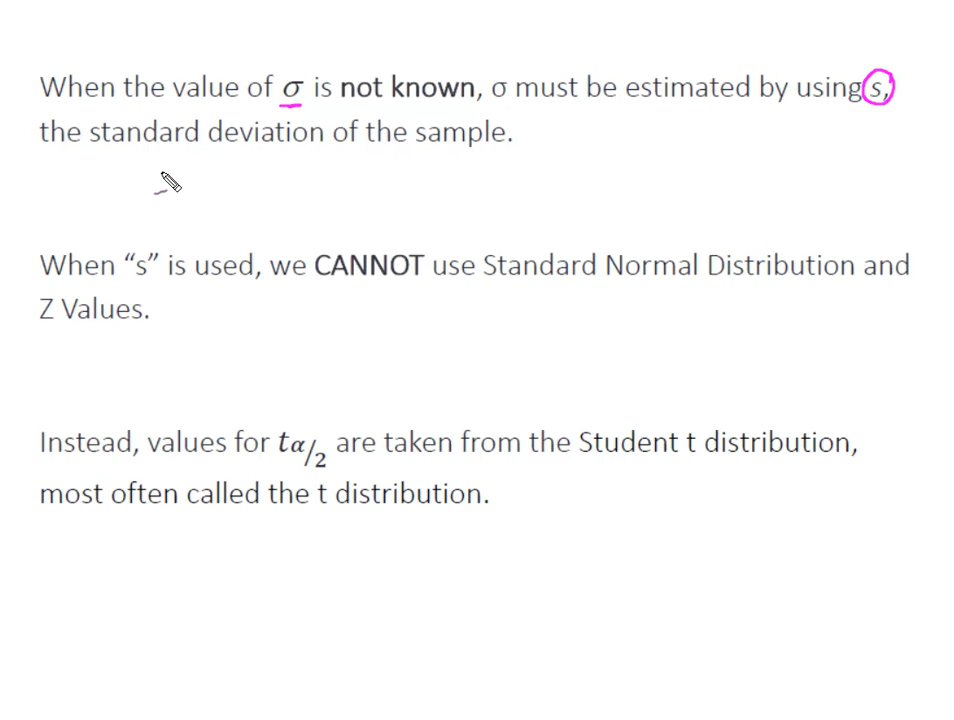 When the value of σ is not known, σ must be estimated by using s,
the standard deviation of the sample.
When “s” is used, we CANNOT use Standard Normal Distribution and
Z Values.
Instead, values for tα/2 are taken from the Student t distribution,
most often called the t distribution.